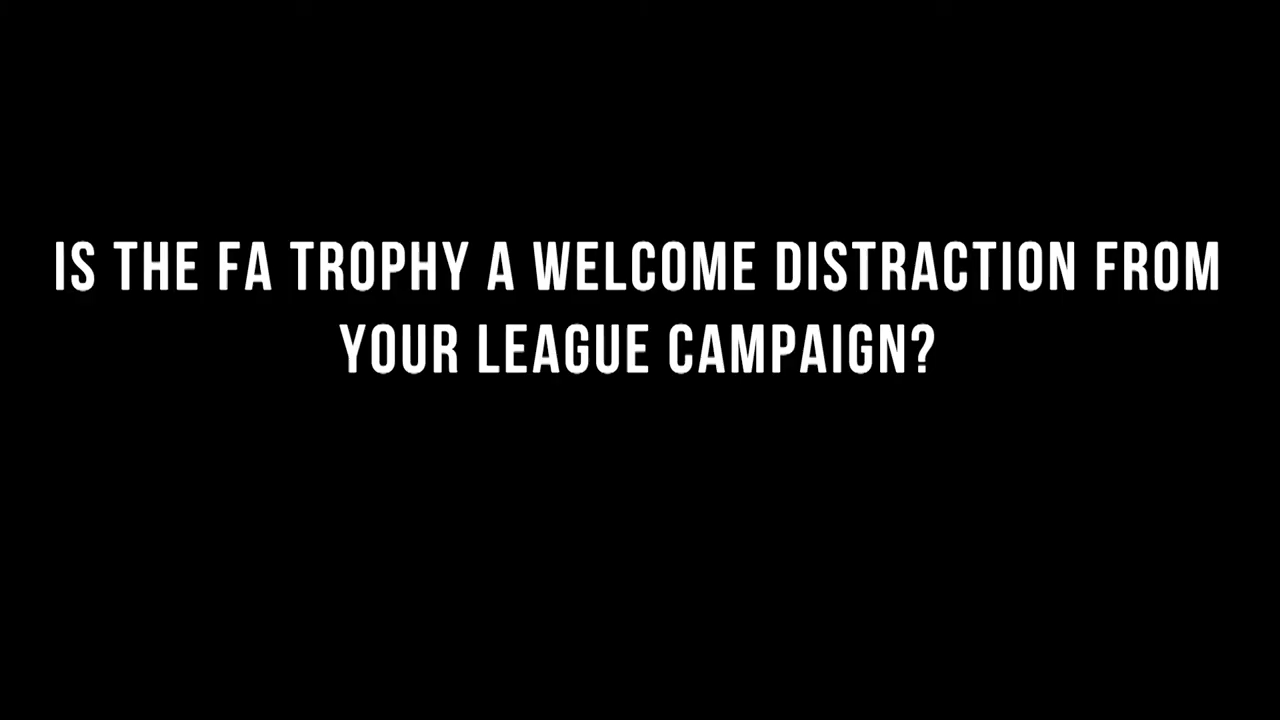 IS THE FA TROPHY A WELCOME DISTRACTION FROM
YOUR LEAGUE CAMPAIGN?